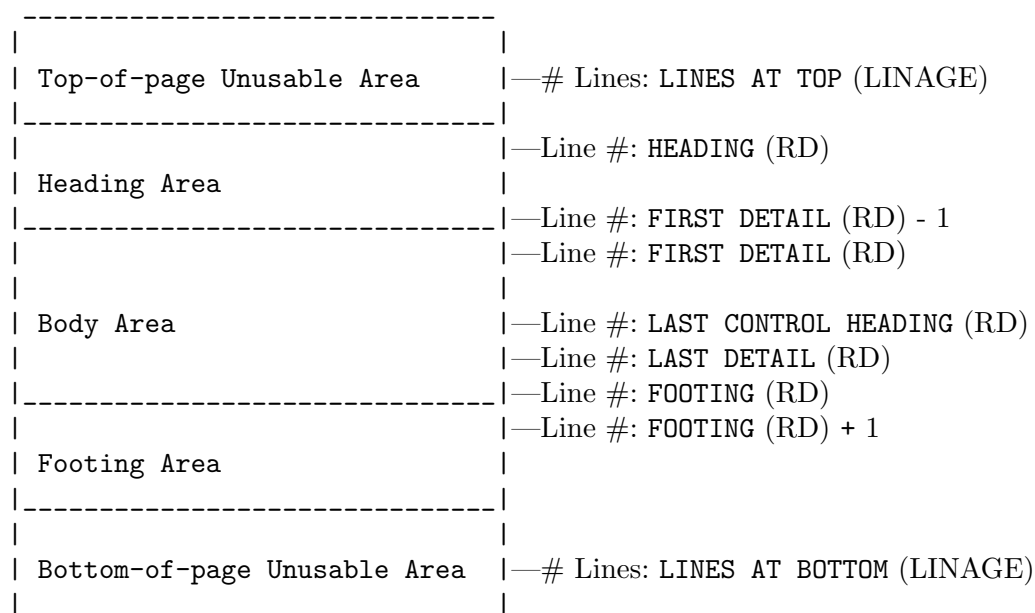 Top-of-page Unusable Area —# Lines: LINES AT TOP (LINAGE)
—Line #: HEADING (RD)
Heading Area
—Line #: FIRST DETAIL (RD) - 1
—Line #: FIRST DETAIL (RD)
Body Area —Line #: LAST CONTROL HEADING (RD)
—Line #: LAST DETAIL (RD)
—Line #: FOOTING (RD)
—Line #: FOOTING (RD) + 1
Footing Area
Bottom-of-page Unusable Area —# Lines: LINES AT BOTTOM (LINAGE)